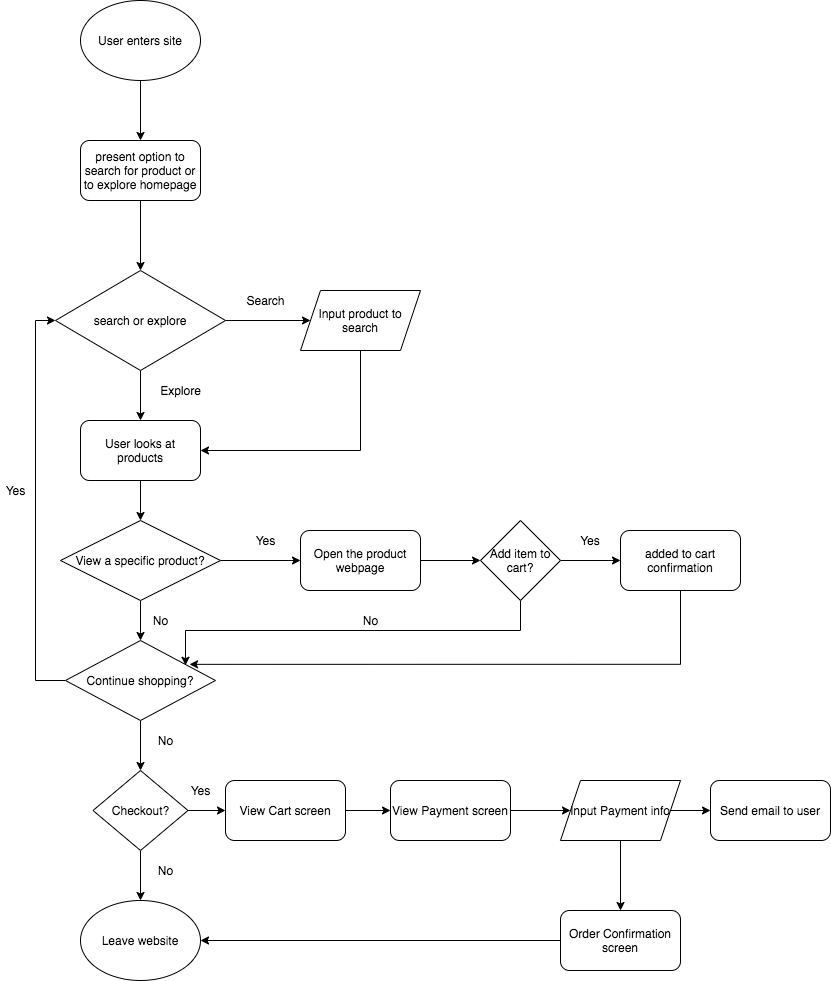 User enters site
present option to
search for product or
to explore homepage
search or explore
Search
Input product to
search
Explore
User looks at
products
Yes
View a specific product?
Yes
Open the product
webpage
Add item to
cart?
Yes
added to cart
confirmation
No
No
Continue shopping?
No
Checkout?
Yes
View Cart screen
View Payment screen
Input Payment info
Send email to user
No
Leave website
Order Confirmation
screen